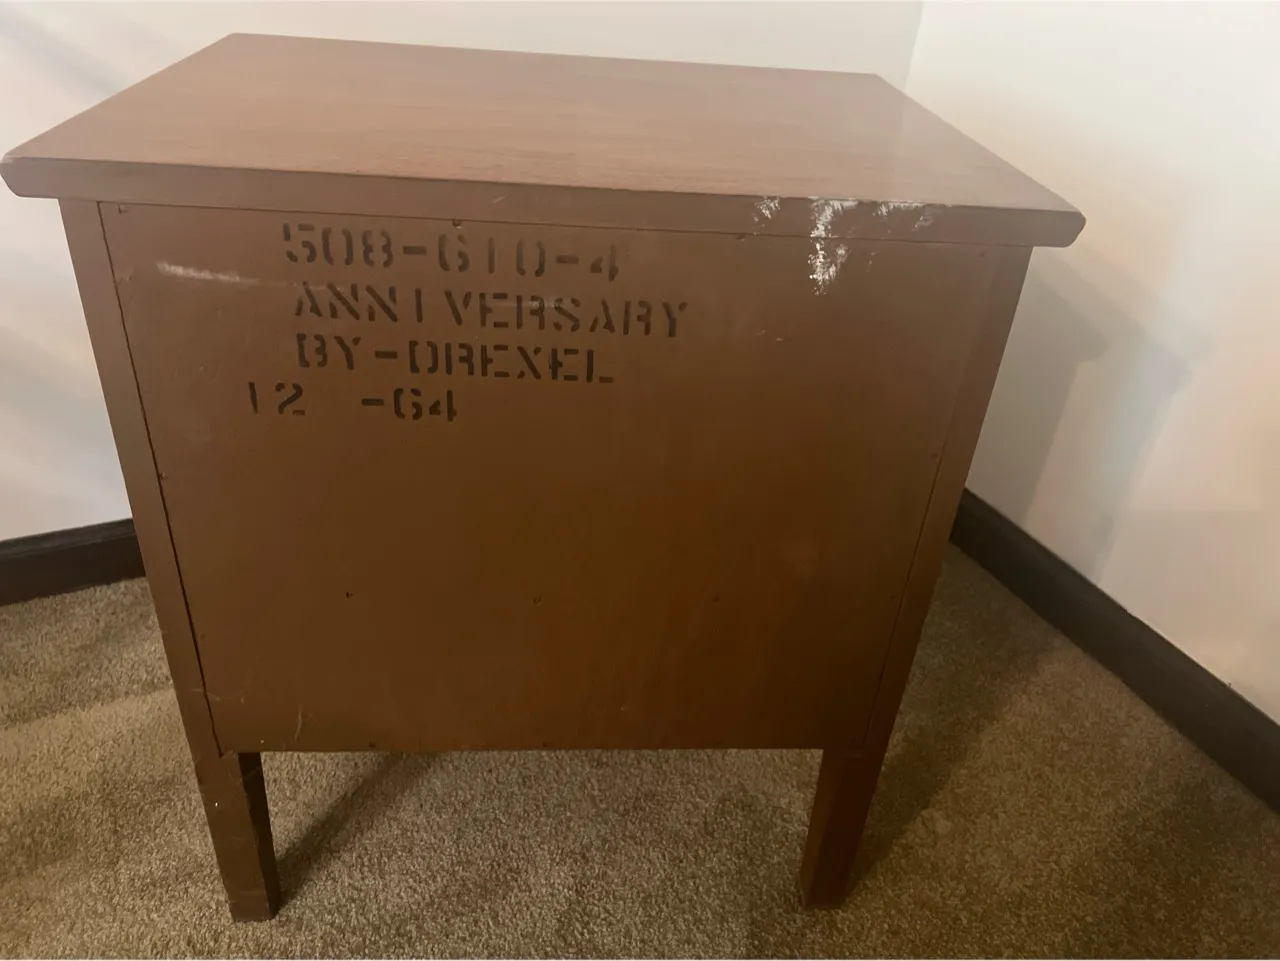 508-610-4
ANNIVERSARY
BY-DREXEL
12 -64